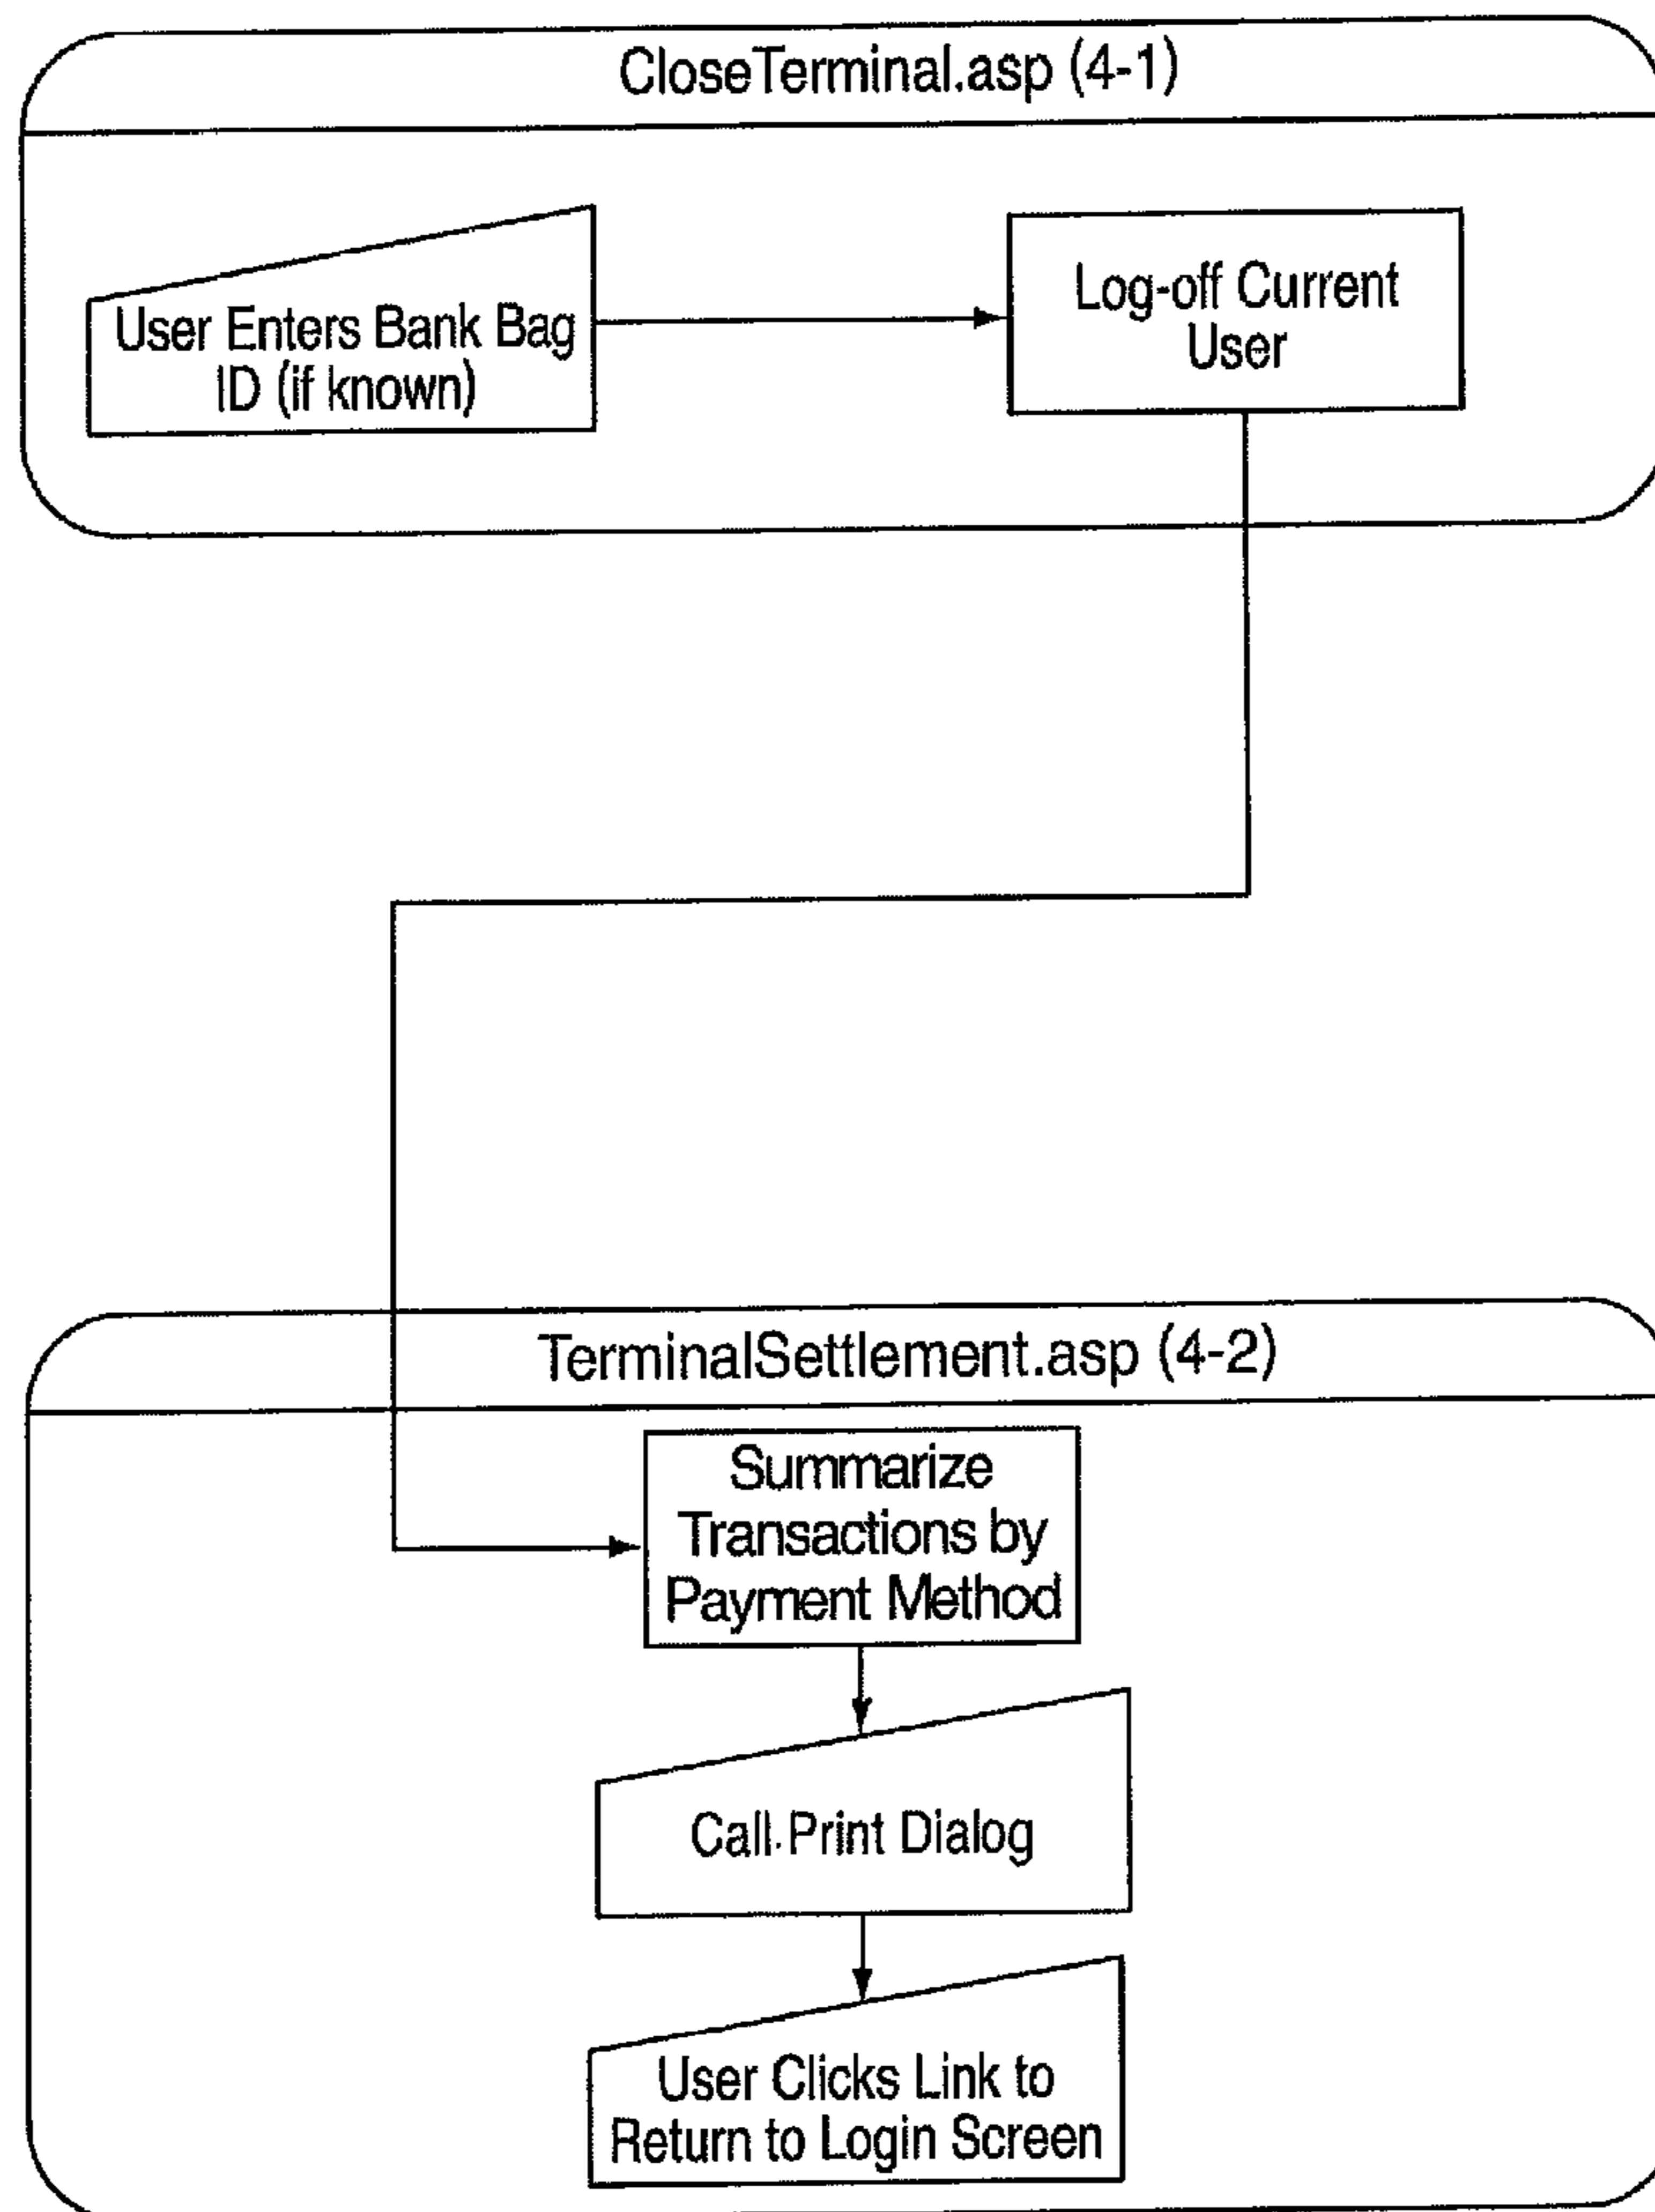 CloseTerminal.asp (4-1)
User Enters Bank Bag
ID (if known)
Log-off Current
User
TerminalSettlement.asp (4-2)
Summarize
Transactions by
Payment Method
Call Print Dialog
User Clicks Link to
Return to Login Screen